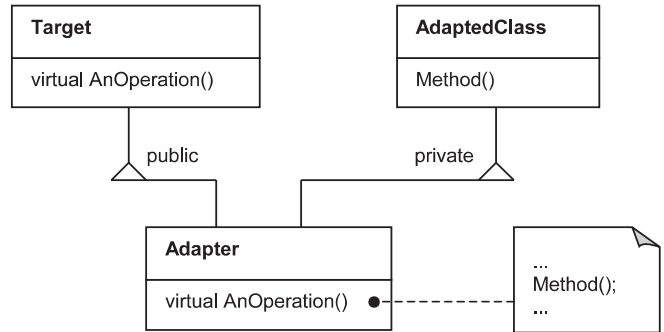 Target
virtual AnOperation()
AdaptedClass
Method()
public
private
Adapter
virtual AnOperation()
...
Method();
...